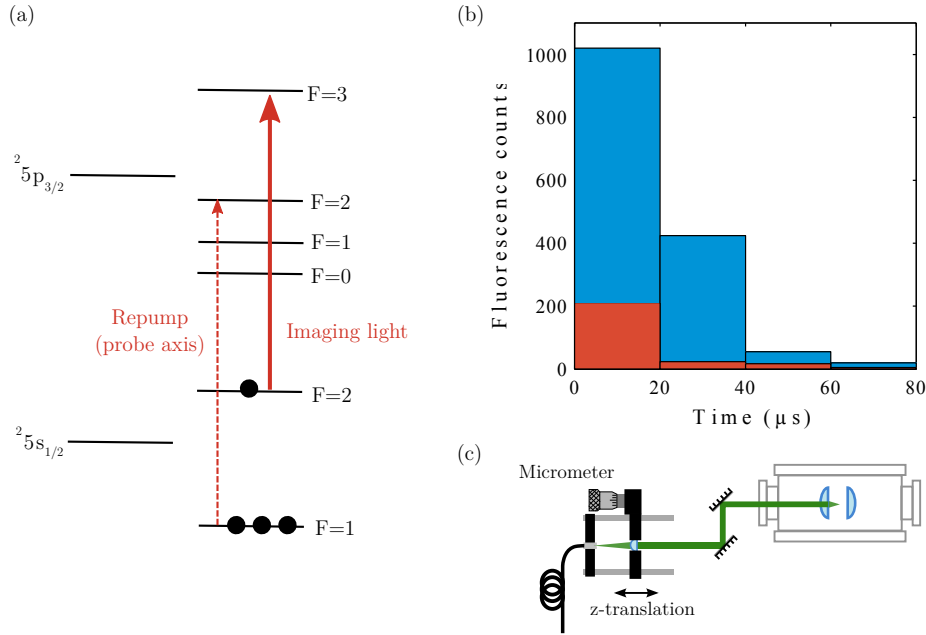 (a)
F=3
²5p₃/₂
F=2
F=1
F=0
Repump
(probe axis)
Imaging light
F=2
²5s₁/₂
F=1
(b)
Fluorescence counts
1000
800
600
400
200
0
0 20 40 60 80
Time (μs)
(c)
Micrometer
z-translation